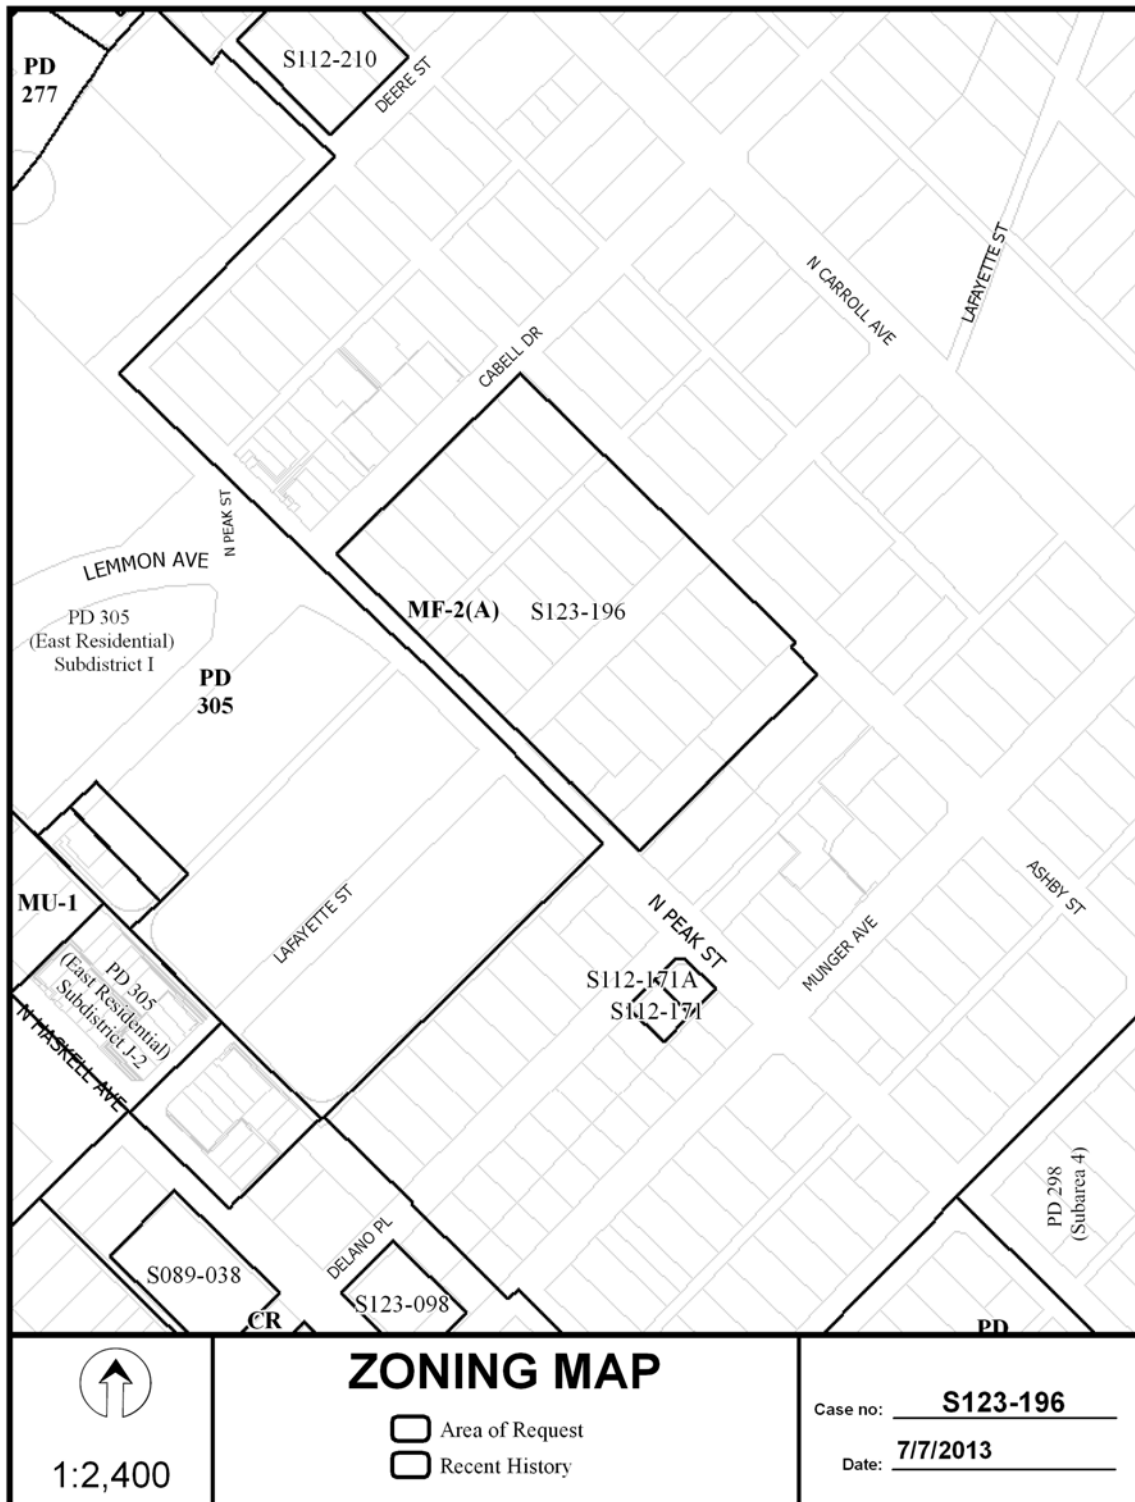 S112-210
PD
277
DEERE ST
LAFAYETTE ST
N CARROLL AVE
CABELL DR
N PEAK ST
LEMMON AVE
MF-2(A)
S123-196
PD 305
(East Residential)
Subdistrict I
PD
305
ASHBY ST
MU-1
LAFAYETTE ST
N PEAK ST
MUNGER AVE
PD 305
(East Residential)
Subdistrict J-2
S112-171A
S112-171
N HASKELL AVE
PD 298
(Subarea 4)
DELANO PL
S089-038
S123-098
CR
PD
1:2,400
ZONING MAP
Area of Request
Recent History
Case no: S123-196
Date: 7/7/2013